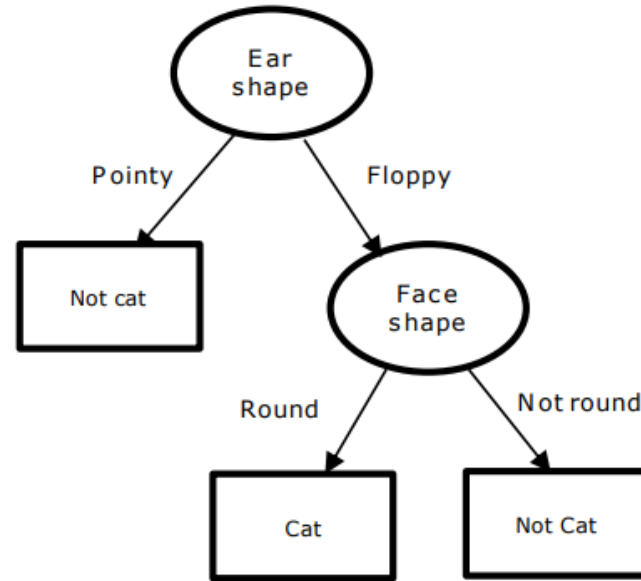 Ear
shape
Pointy
Floppy
Not cat
Face
shape
Round
Not round
Cat
Not Cat